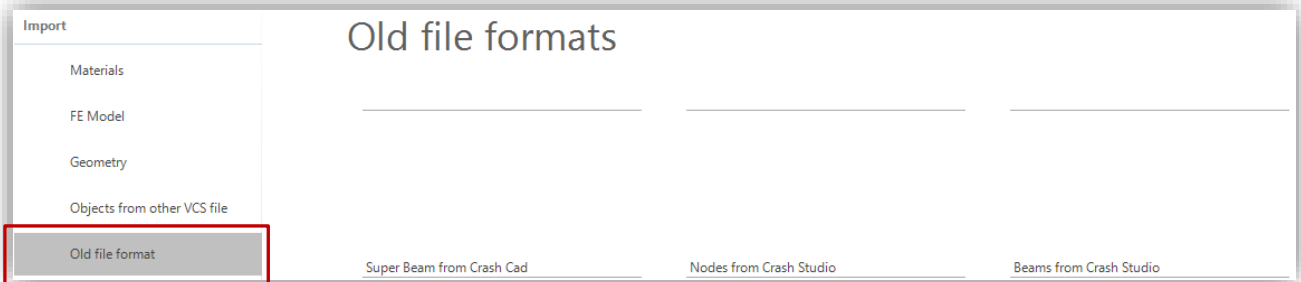 Import
Old file formats
Materials
FE Model
Geometry
Objects from other VCS file
Old file format
Super Beam from Crash Cad
Nodes from Crash Studio
Beams from Crash Studio